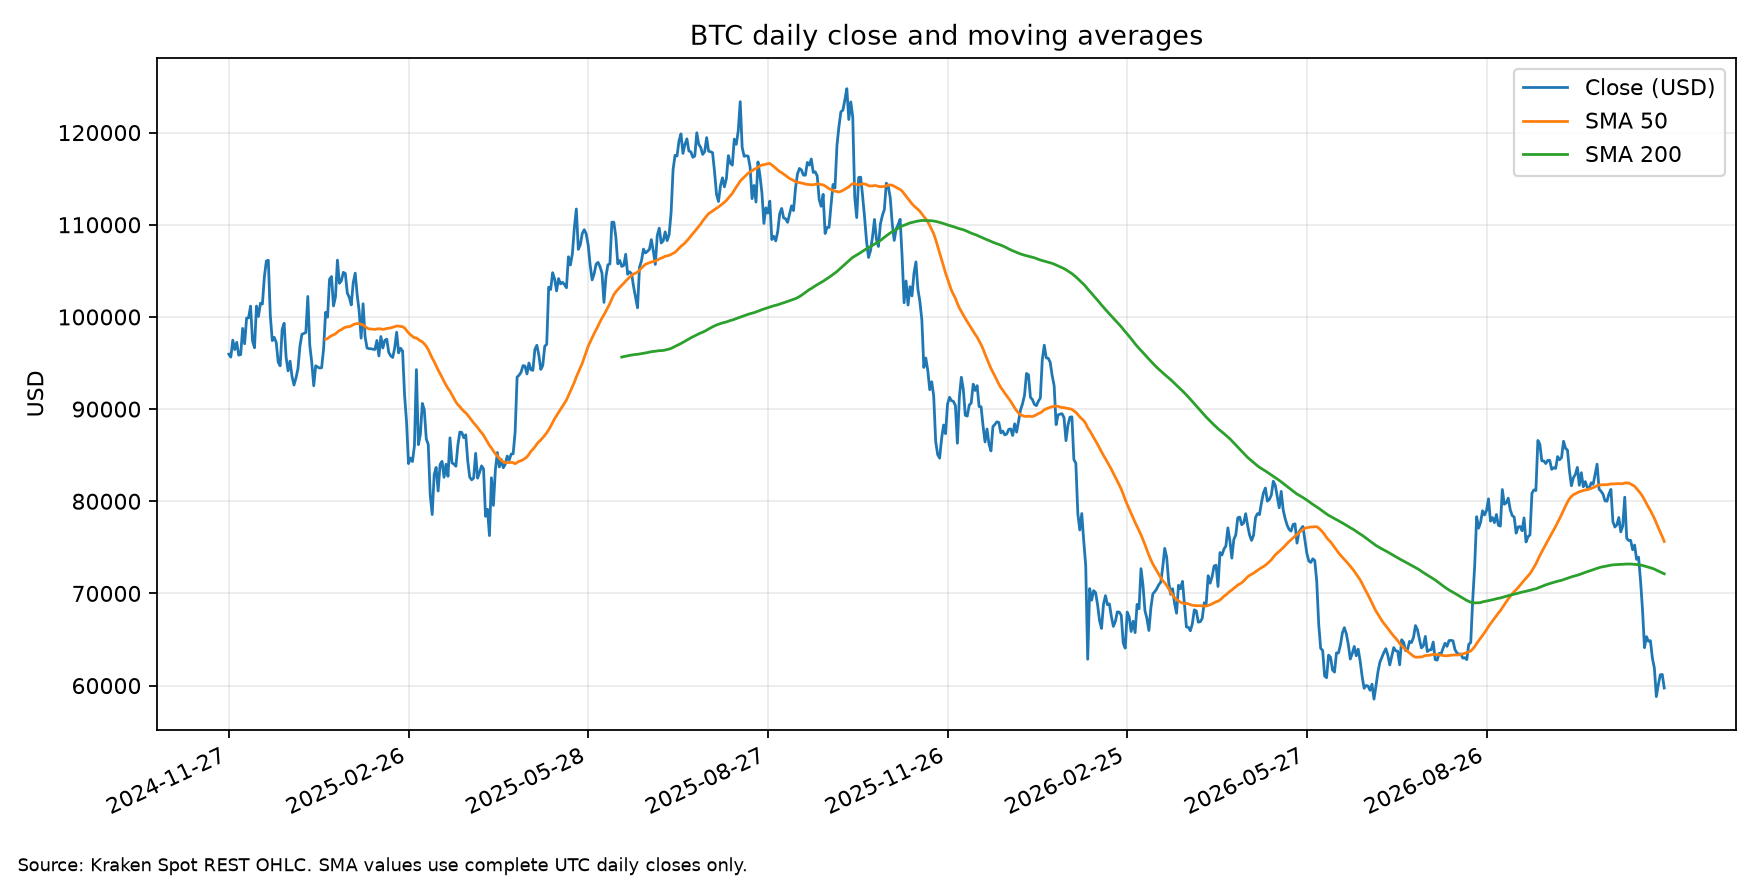 BTC daily close and moving averages
Close (USD)
SMA 50
SMA 200
USD
120000
110000
100000
90000
80000
70000
60000
2024-11-27
2025-02-26
2025-05-28
2025-08-27
2025-11-26
2026-02-25
2026-05-27
2026-08-26
Source: Kraken Spot REST OHLC. SMA values use complete UTC daily closes only.